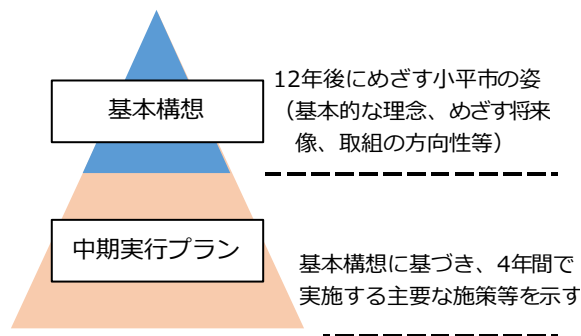 基本構想
12年後にめざす小平市の姿
（基本的な理念、めざす将来
像、取組の方向性等）
中期実行プラン
基本構想に基づき、4年間で
実施する主要な施策等を示す